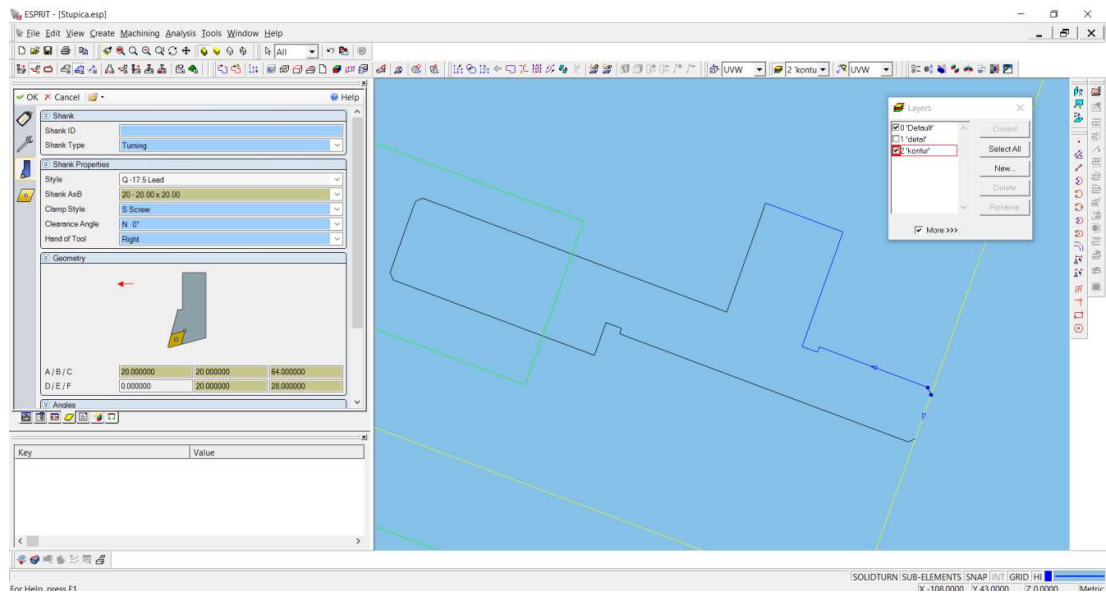 ESPRIT - [Stupica.esp]
File Edit View Create Machining Analysis Tools Window Help
All
UVW
2 'kontu
UVW
OK Cancel Help
Shank
Shank ID
Shank Type Turning
Shank Properties
Style Q -17.5 Lead
Shank AxB 20 - 20.00 x 20.00
Clamp Style S Screw
Clearance Angle N 0°
Hand of Tool Right
Geometry
A / B / C 20.000000 20.000000 64.000000
D / E / F 0.000000 20.000000 28.000000
Angles
Key Value
Layers
0 'Default'
1 'detal'
2 'kontur'
Current
Select All
New...
Delete
Rename
More >>>
SOLIDTURN SUB-ELEMENTS SNAP INT GRID HI
For Help, press F1
X -108.0000 Y 43.0000 Z 0.0000 Metric